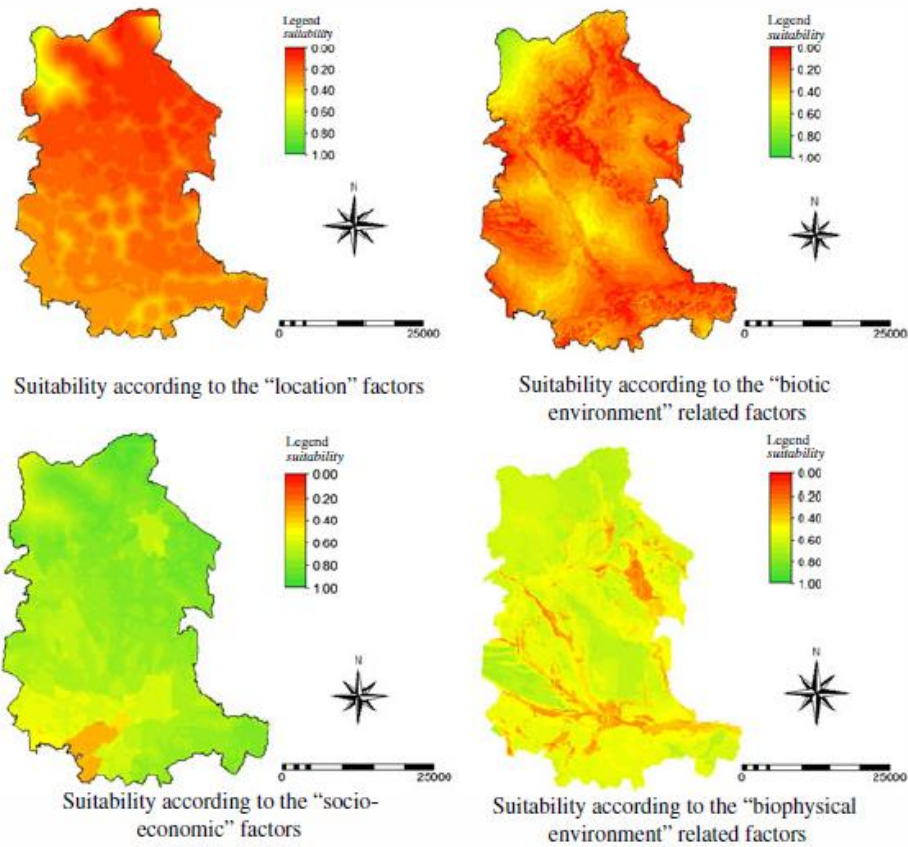 Legend
suitability
0.00
0.20
0.40
0.60
0.80
1.00
N
0
25000
Suitability according to the “location” factors
Legend
suitability
0.00
0.20
0.40
0.60
0.80
1.00
N
0
25000
Suitability according to the “biotic
environment” related factors
Legend
suitability
0.00
0.20
0.40
0.60
0.80
1.00
N
0
25000
Suitability according to the “socio-
economic” factors
Legend
suitability
0.00
0.20
0.40
0.60
0.80
1.00
N
0
25000
Suitability according to the “biophysical
environment” related factors